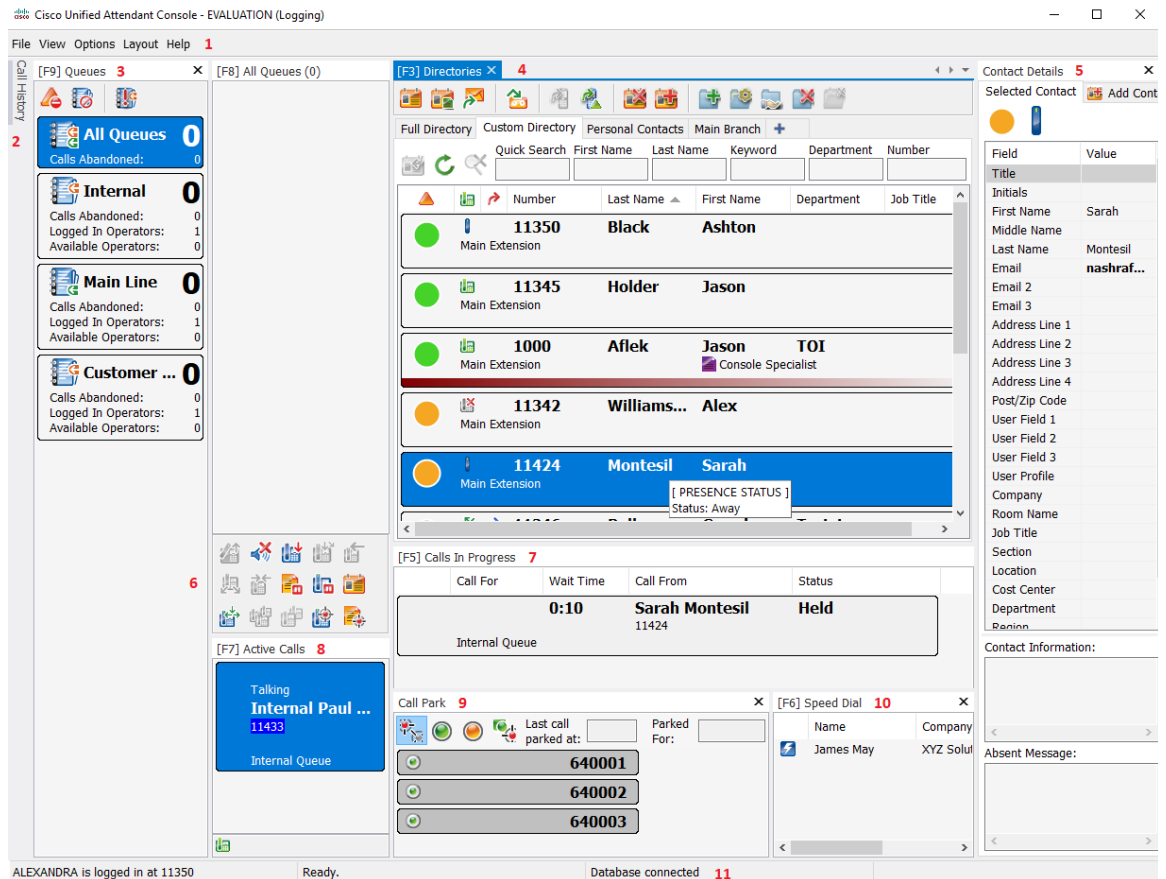 cisco Cisco Unified Attendant Console - EVALUATION (Logging)
File View Options Layout Help 1
Call History
2
[F9] Queues 3
All Queues 0
Calls Abandoned: 0
Internal 0
Calls Abandoned: 0
Logged In Operators: 1
Available Operators: 0
Main Line 0
Calls Abandoned: 0
Logged In Operators: 1
Available Operators: 0
Customer ... 0
Calls Abandoned: 0
Logged In Operators: 1
Available Operators: 0
[F8] All Queues (0)
6
[F7] Active Calls 8
Talking
Internal Paul ...
11433
Internal Queue
[F3] Directories 4
Full Directory Custom Directory Personal Contacts Main Branch
Quick Search First Name Last Name Keyword Department Number
Number Last Name First Name Department Job Title
11350 Black Ashton
Main Extension
11345 Holder Jason
Main Extension
1000 Aflek Jason TOI
Main Extension Console Specialist
11342 Williams... Alex
Main Extension
11424 Montesil Sarah
Main Extension
[ PRESENCE STATUS ]
Status: Away
[F5] Calls In Progress 7
Call For Wait Time Call From Status
0:10 Sarah Montesil Held
11424
Internal Queue
Call Park 9
Last call parked at: Parked For:
640001
640002
640003
[F6] Speed Dial 10
Name Company
James May XYZ Solut
Contact Details 5
Selected Contact Add Cont
Field Value
Title
Initials
First Name Sarah
Middle Name
Last Name Montesil
Email nashraf...
Email 2
Email 3
Address Line 1
Address Line 2
Address Line 3
Address Line 4
Post/Zip Code
User Field 1
User Field 2
User Field 3
User Profile
Company
Room Name
Job Title
Section
Location
Cost Center
Department
Region
Contact Information:
Absent Message:
ALEXANDRA is logged in at 11350 Ready. Database connected 11